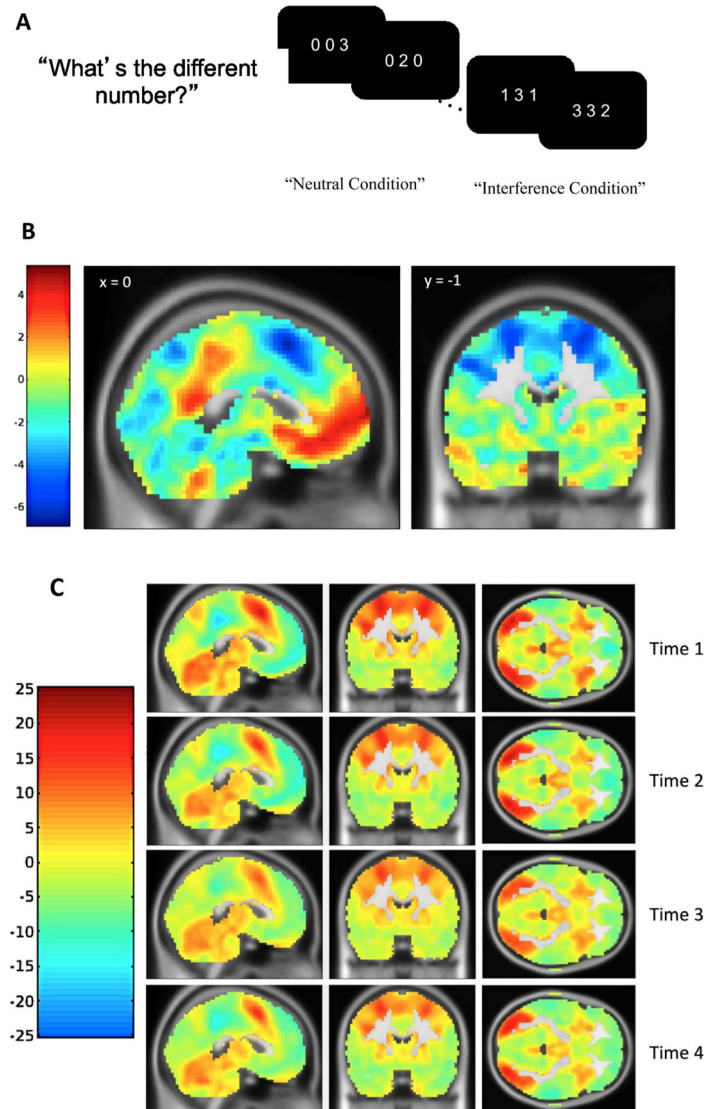 A
“What’s the different
number?”
0 0 3
0 2 0
1 3 1
3 3 2
“Neutral Condition”
“Interference Condition”
B
4
2
0
-2
-4
-6
x = 0
y = -1
C
25
20
15
10
5
0
-5
-10
-15
-20
-25
Time 1
Time 2
Time 3
Time 4